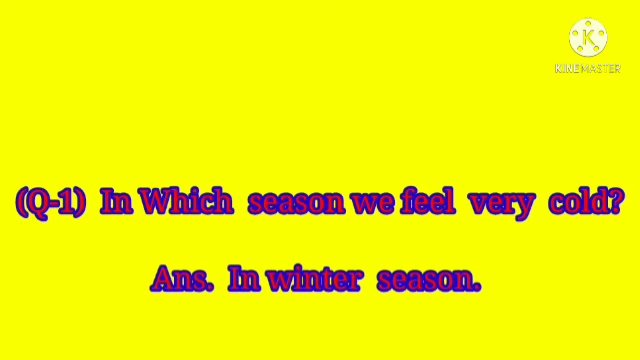 KINEMASTER
(Q-1) In Which season we feel very cold?
Ans. In winter season.